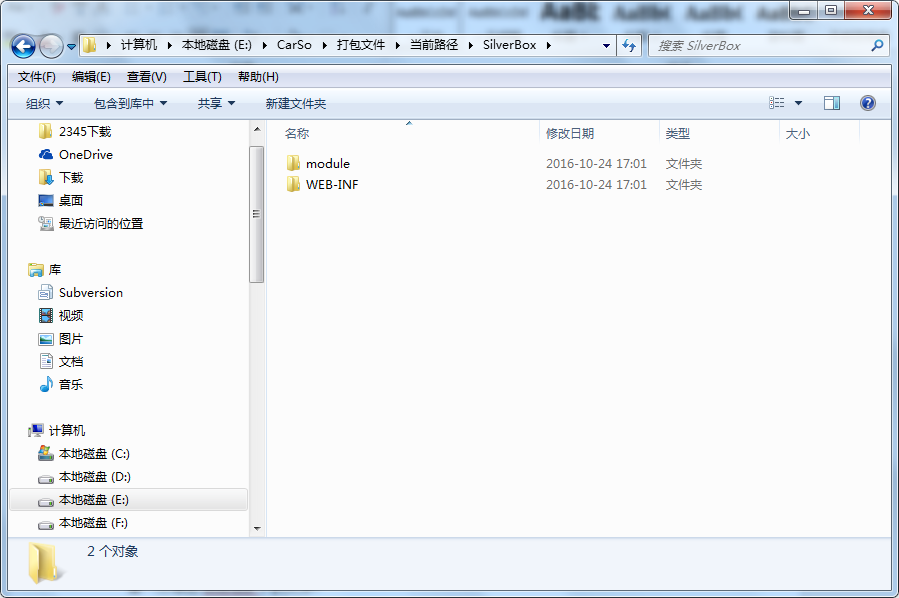 计算机 本地磁盘 (E:) CarSo 打包文件 当前路径 SilverBox
搜索 SilverBox
文件(F) 编辑(E) 查看(V) 工具(T) 帮助(H)
组织 包含到库中 共享 新建文件夹
名称 修改日期 类型 大小
2345下载
OneDrive
下载
桌面
最近访问的位置
库
Subversion
视频
图片
文档
音乐
计算机
本地磁盘 (C:)
本地磁盘 (D:)
本地磁盘 (E:)
本地磁盘 (F:)
module 2016-10-24 17:01 文件夹
WEB-INF 2016-10-24 17:01 文件夹
2 个对象